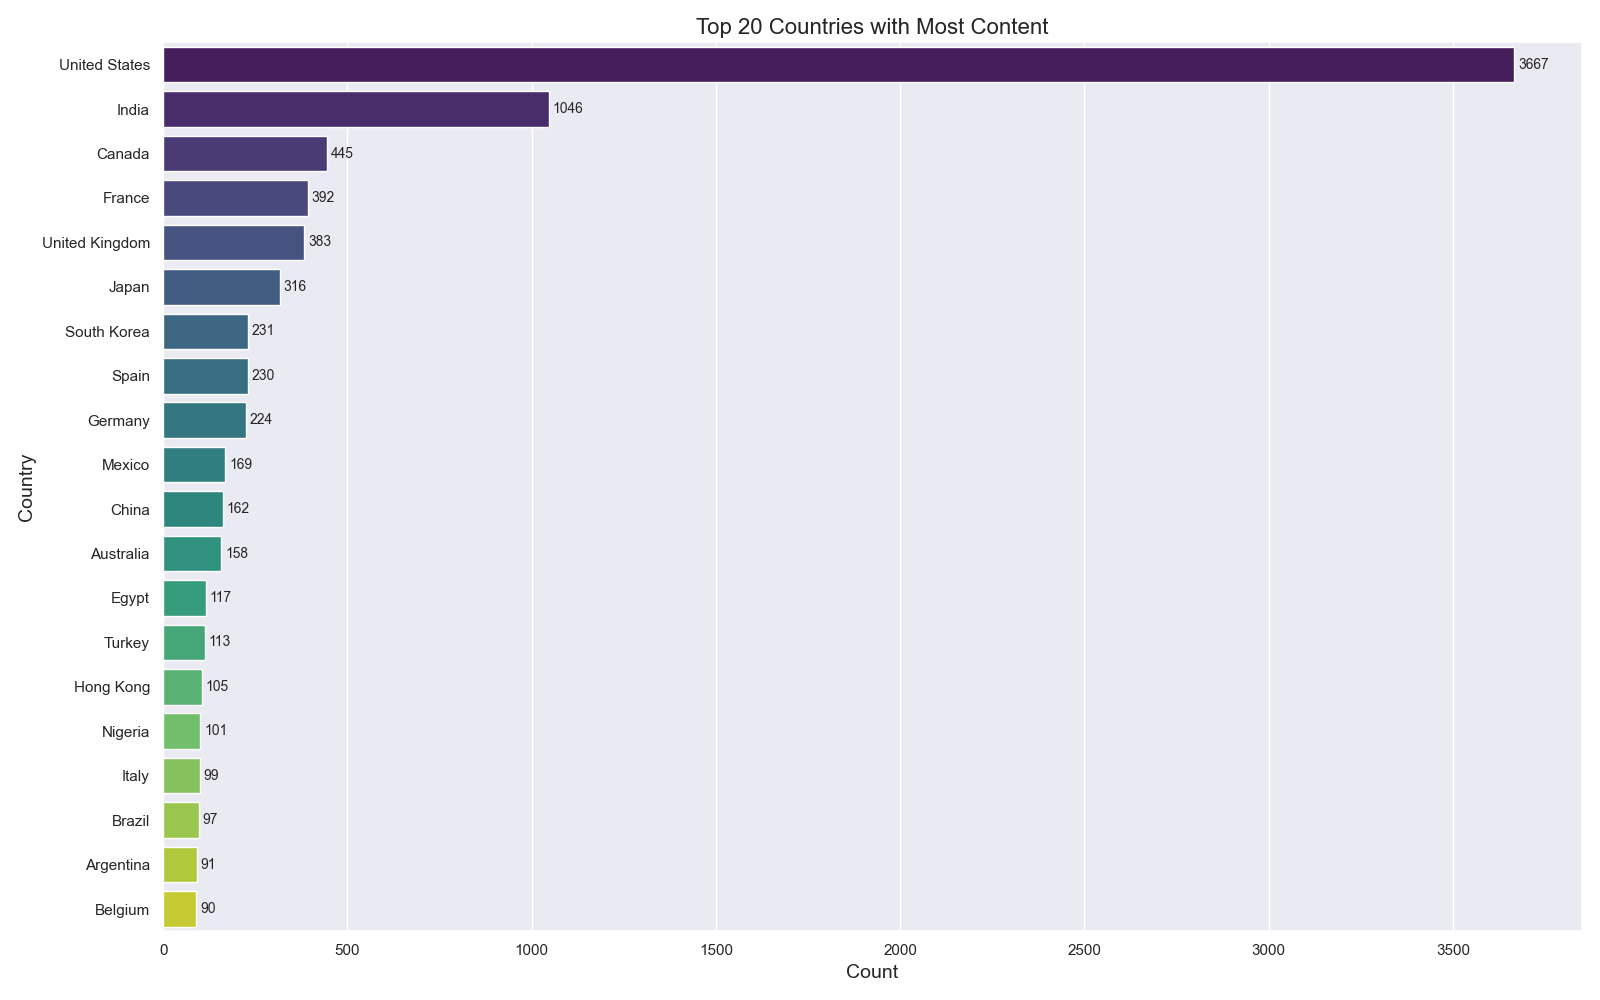 Top 20 Countries with Most Content
Country
United States 3667
India 1046
Canada 445
France 392
United Kingdom 383
Japan 316
South Korea 231
Spain 230
Germany 224
Mexico 169
China 162
Australia 158
Egypt 117
Turkey 113
Hong Kong 105
Nigeria 101
Italy 99
Brazil 97
Argentina 91
Belgium 90
0 500 1000 1500 2000 2500 3000 3500
Count